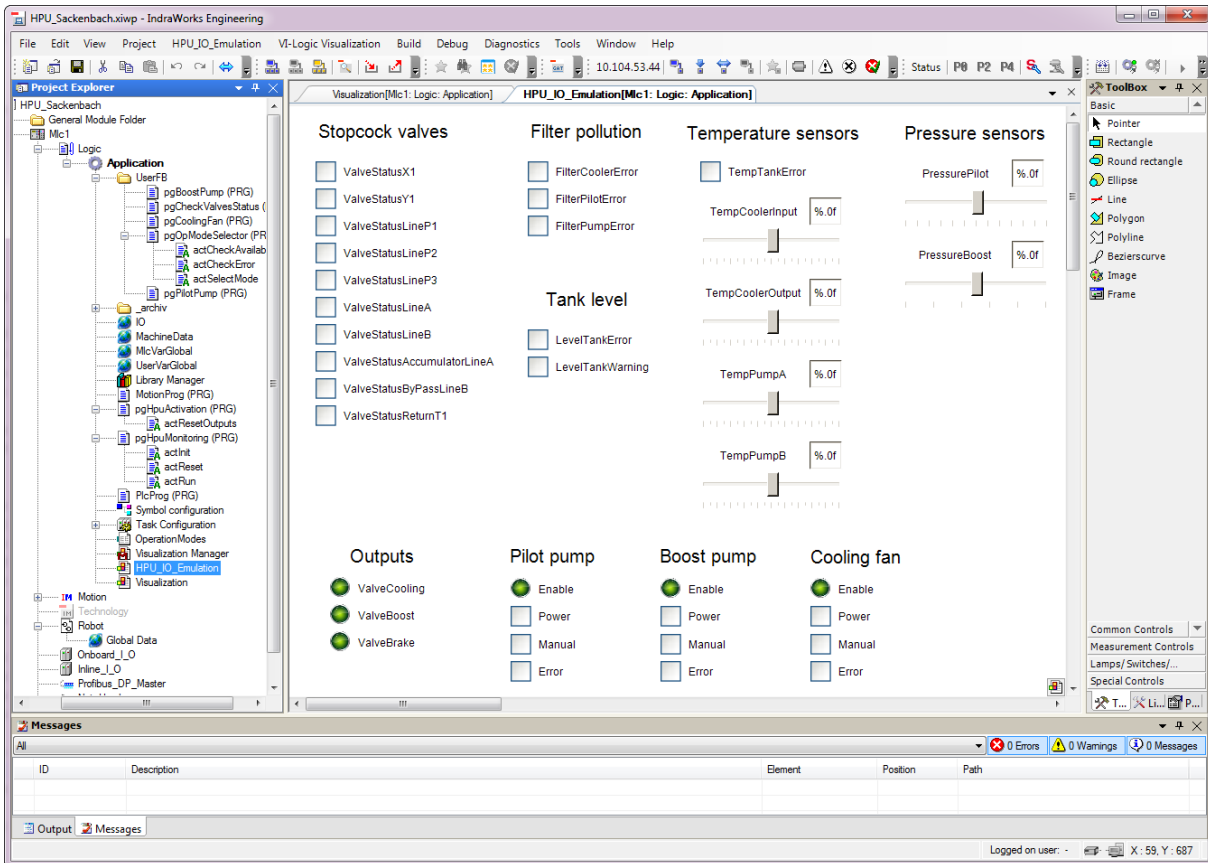 HPU_Sackenbach.xiwp - IndraWorks Engineering
File Edit View Project HPU_IO_Emulation VI-Logic Visualization Build Debug Diagnostics Tools Window Help
10.104.53.44 Status P0 P2 P4
Project Explorer
HPU_Sackenbach
General Module Folder
Mlc1
Logic
Application
UserFB
pgBoostPump (PRG)
pgCheckValvesStatus (
pgCoolingFan (PRG)
pgOpModeSelector (PR
actCheckAvailab
actCheckError
actSelectMode
pgPilotPump (PRG)
_archiv
IO
MachineData
MlcVarGlobal
UserVarGlobal
Library Manager
MotionProg (PRG)
pgHpuActivation (PRG)
actResetOutputs
pgHpuMonitoring (PRG)
actInit
actReset
actRun
PlcProg (PRG)
Symbol configuration
Task Configuration
OperationModes
Visualization Manager
HPU_IO_Emulation
Visualization
IM Motion
IM Technology
Robot
Global Data
Onboard_I_O
Inline_I_O
Profibus_DP_Master
Visualization[Mlc1: Logic: Application] HPU_IO_Emulation[Mlc1: Logic: Application]
Stopcock valves
ValveStatusX1
ValveStatusY1
ValveStatusLineP1
ValveStatusLineP2
ValveStatusLineP3
ValveStatusLineA
ValveStatusLineB
ValveStatusAccumulatorLineA
ValveStatusByPassLineB
ValveStatusReturnT1
Filter pollution
FilterCoolerError
FilterPilotError
FilterPumpError
Tank level
LevelTankError
LevelTankWarning
Temperature sensors
TempTankError
TempCoolerInput %.0f
TempCoolerOutput %.0f
TempPumpA %.0f
TempPumpB %.0f
Pressure sensors
PressurePilot %.0f
PressureBoost %.0f
Outputs
ValveCooling
ValveBoost
ValveBrake
Pilot pump
Enable
Power
Manual
Error
Boost pump
Enable
Power
Manual
Error
Cooling fan
Enable
Power
Manual
Error
ToolBox
Basic
Pointer
Rectangle
Round rectangle
Ellipse
Line
Polygon
Polyline
Bezierscurve
Image
Frame
Common Controls
Measurement Controls
Lamps/Switches/...
Special Controls
T... Li... P...
Messages
All 0 Errors 0 Warnings 0 Messages
ID Description Element Position Path
Output Messages
Logged on user: - X : 59, Y : 687